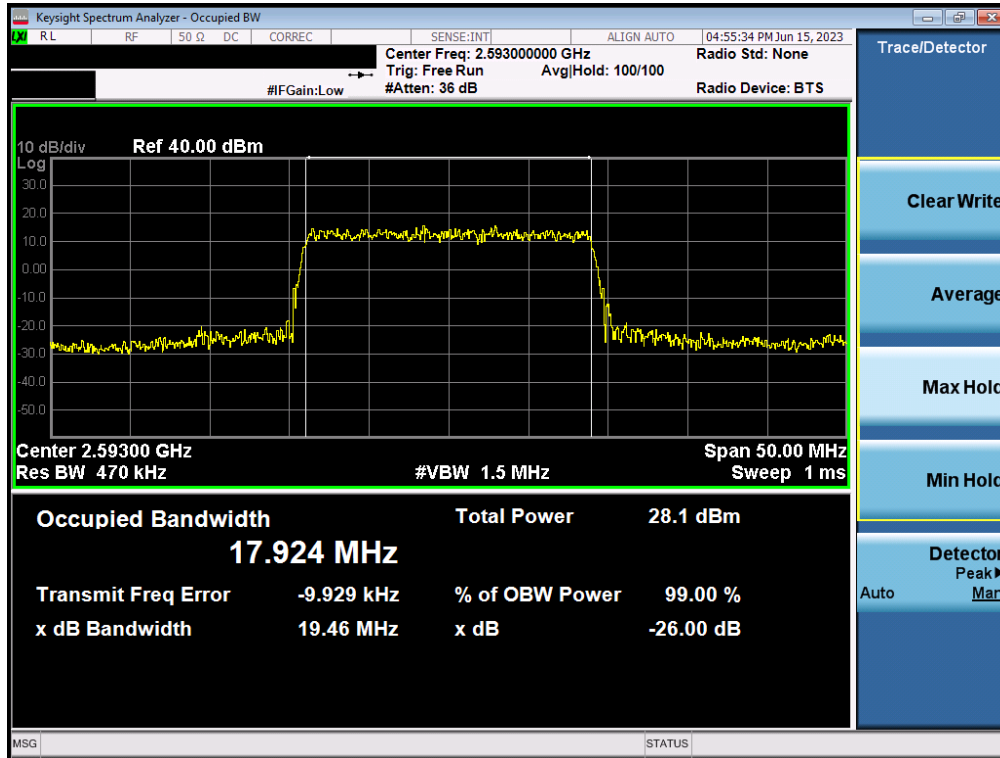 Keysight Spectrum Analyzer - Occupied BW
LXI RL RF 50 Ω DC CORREC SENSE:INT ALIGN AUTO 04:55:34 PM Jun 15, 2023
Center Freq: 2.593000000 GHz Radio Std: None
Trig: Free Run Avg|Hold: 100/100
#IFGain:Low #Atten: 36 dB Radio Device: BTS
Trace/Detector
10 dB/div Ref 40.00 dBm
Log
30.0
20.0
10.0
0.00
-10.0
-20.0
-30.0
-40.0
-50.0
Center 2.59300 GHz Span 50.00 MHz
Res BW 470 kHz #VBW 1.5 MHz Sweep 1 ms
Occupied Bandwidth Total Power 28.1 dBm
17.924 MHz
Transmit Freq Error -9.929 kHz % of OBW Power 99.00 %
x dB Bandwidth 19.46 MHz x dB -26.00 dB
Clear Write
Average
Max Hold
Min Hold
Detector
Peak
Auto Man
MSG STATUS